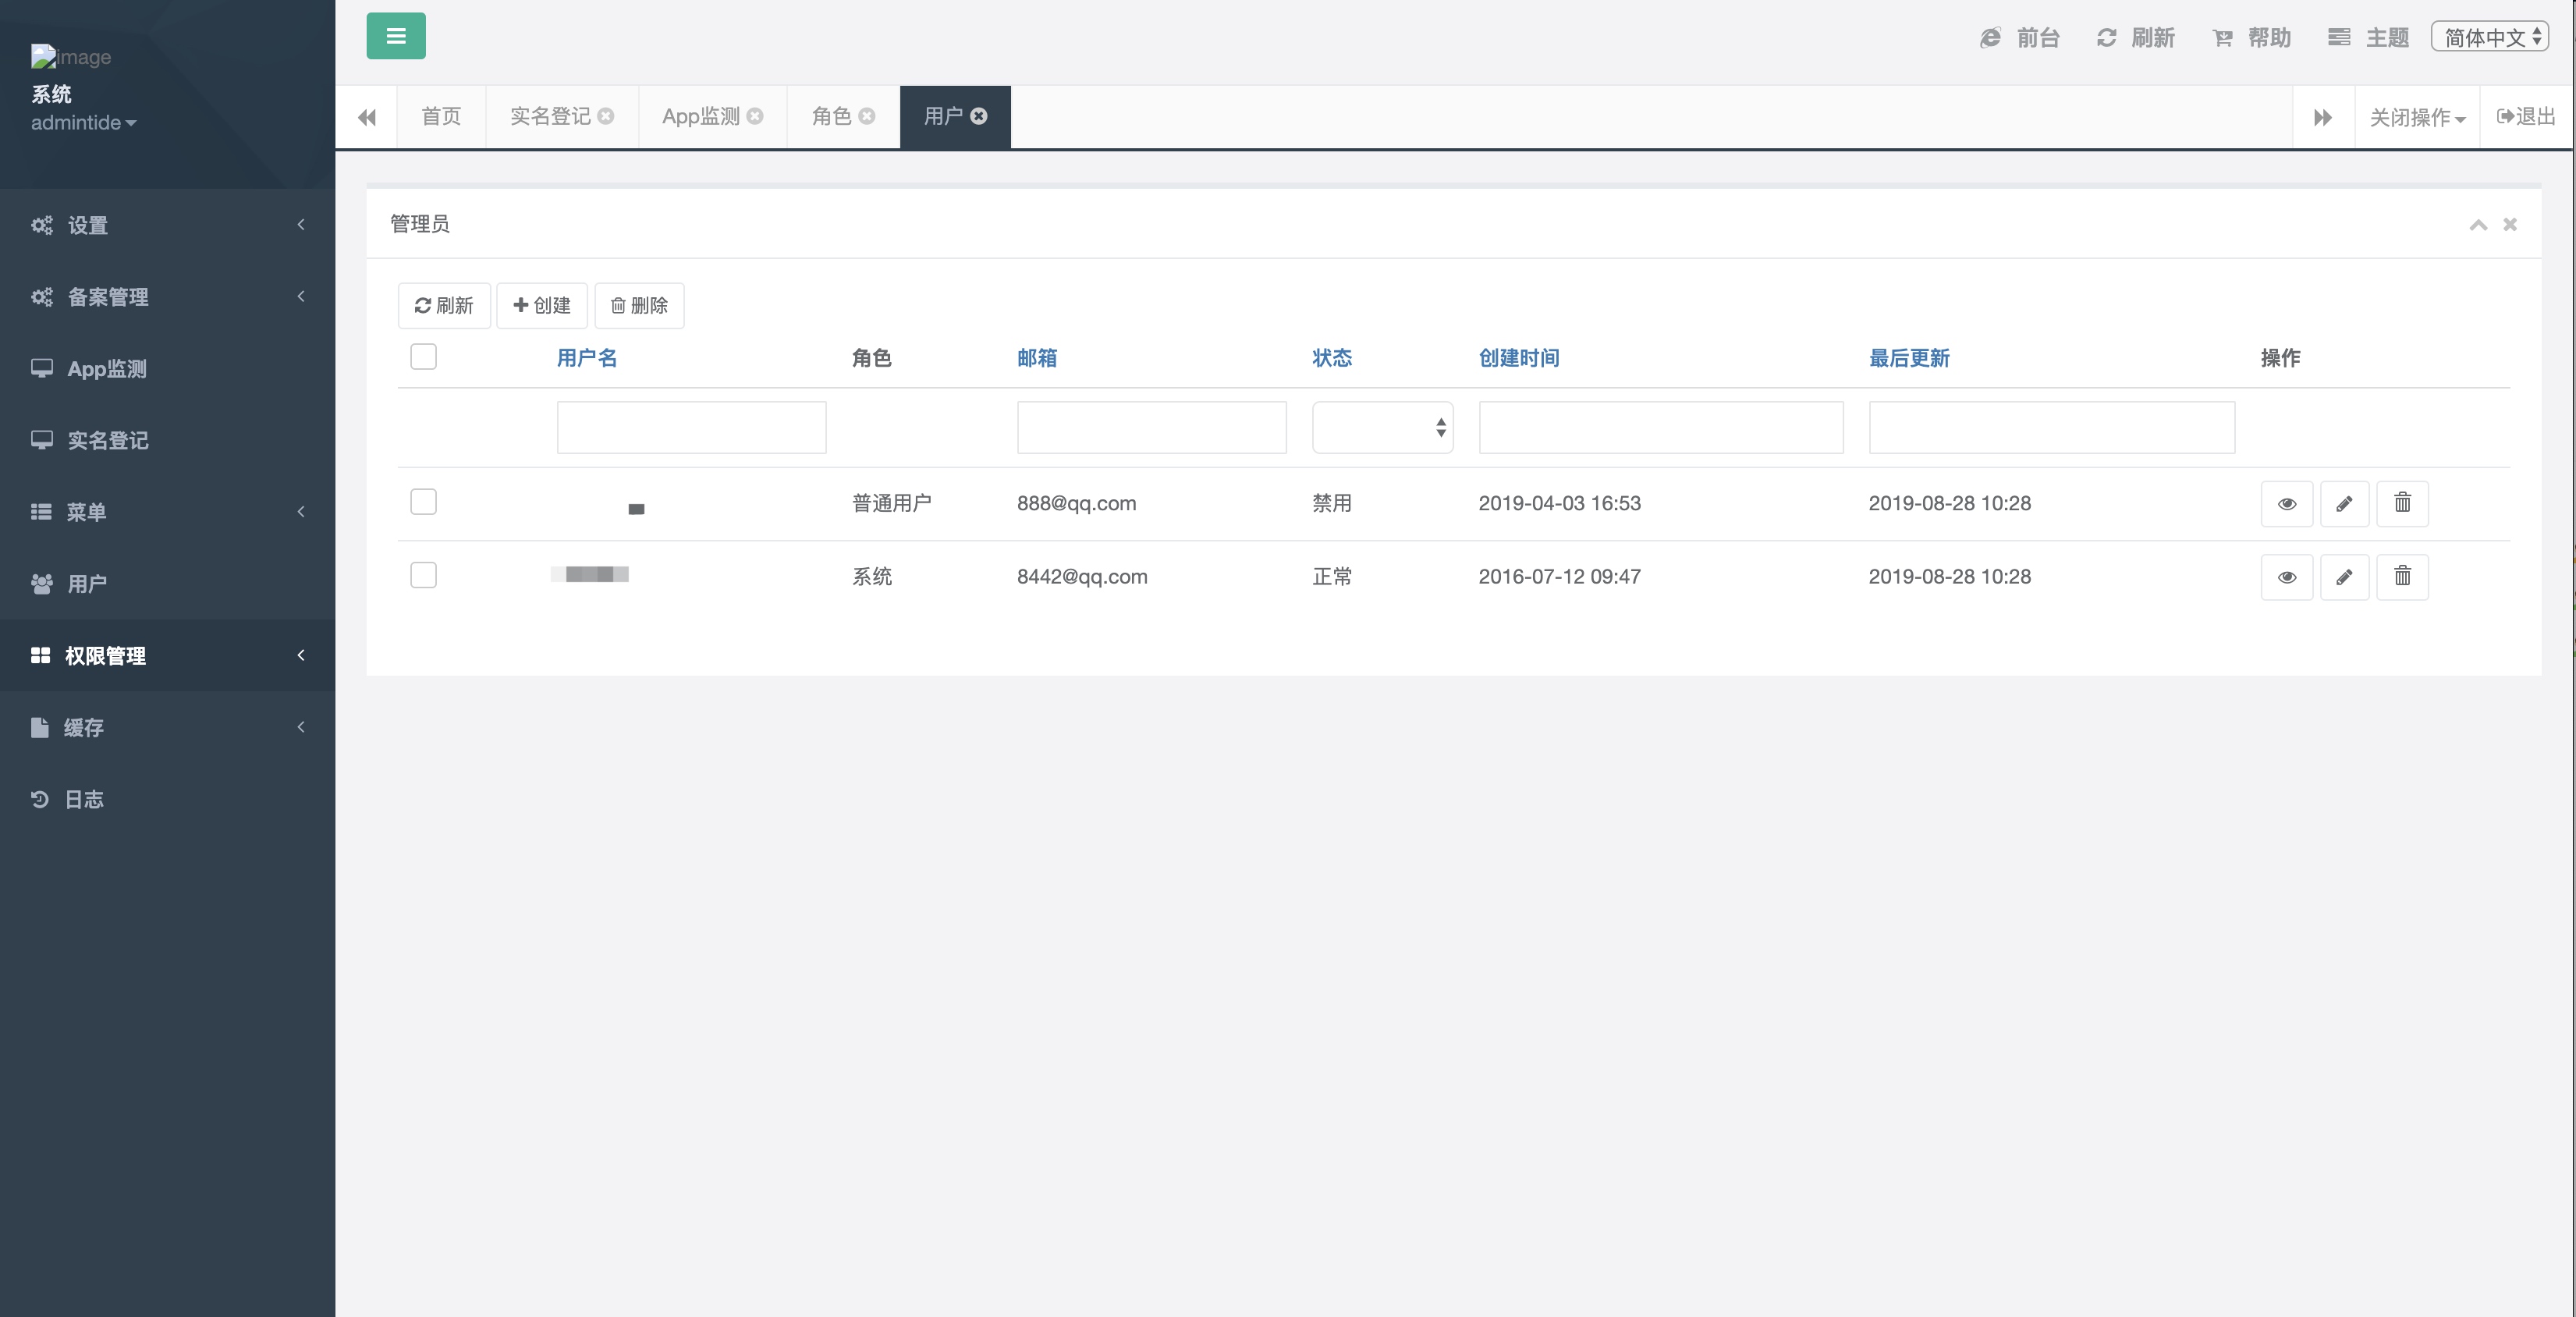 image
系统
admintide
设置
备案管理
App监测
实名登记
菜单
用户
权限管理
缓存
日志
前台 刷新 帮助 主题 简体中文
首页 实名登记 App监测 角色 用户 关闭操作 退出
管理员
刷新 创建 删除
用户名 角色 邮箱 状态 创建时间 最后更新 操作
普通用户 888@qq.com 禁用 2019-04-03 16:53 2019-08-28 10:28
系统 8442@qq.com 正常 2016-07-12 09:47 2019-08-28 10:28